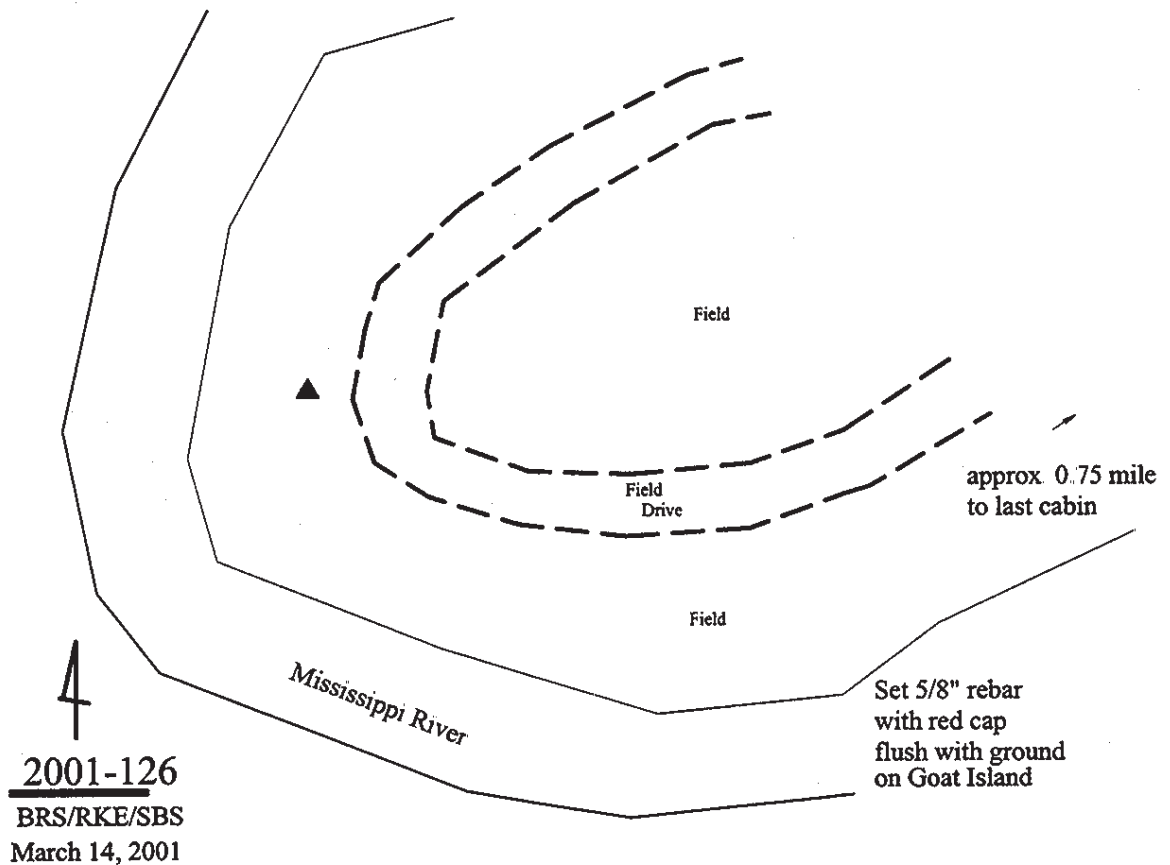 Field
Field
Drive
approx. 0.75 mile
to last cabin
Field
Mississippi River
Set 5/8" rebar
with red cap
flush with ground
on Goat Island
2001-126
BRS/RKE/SBS
March 14, 2001